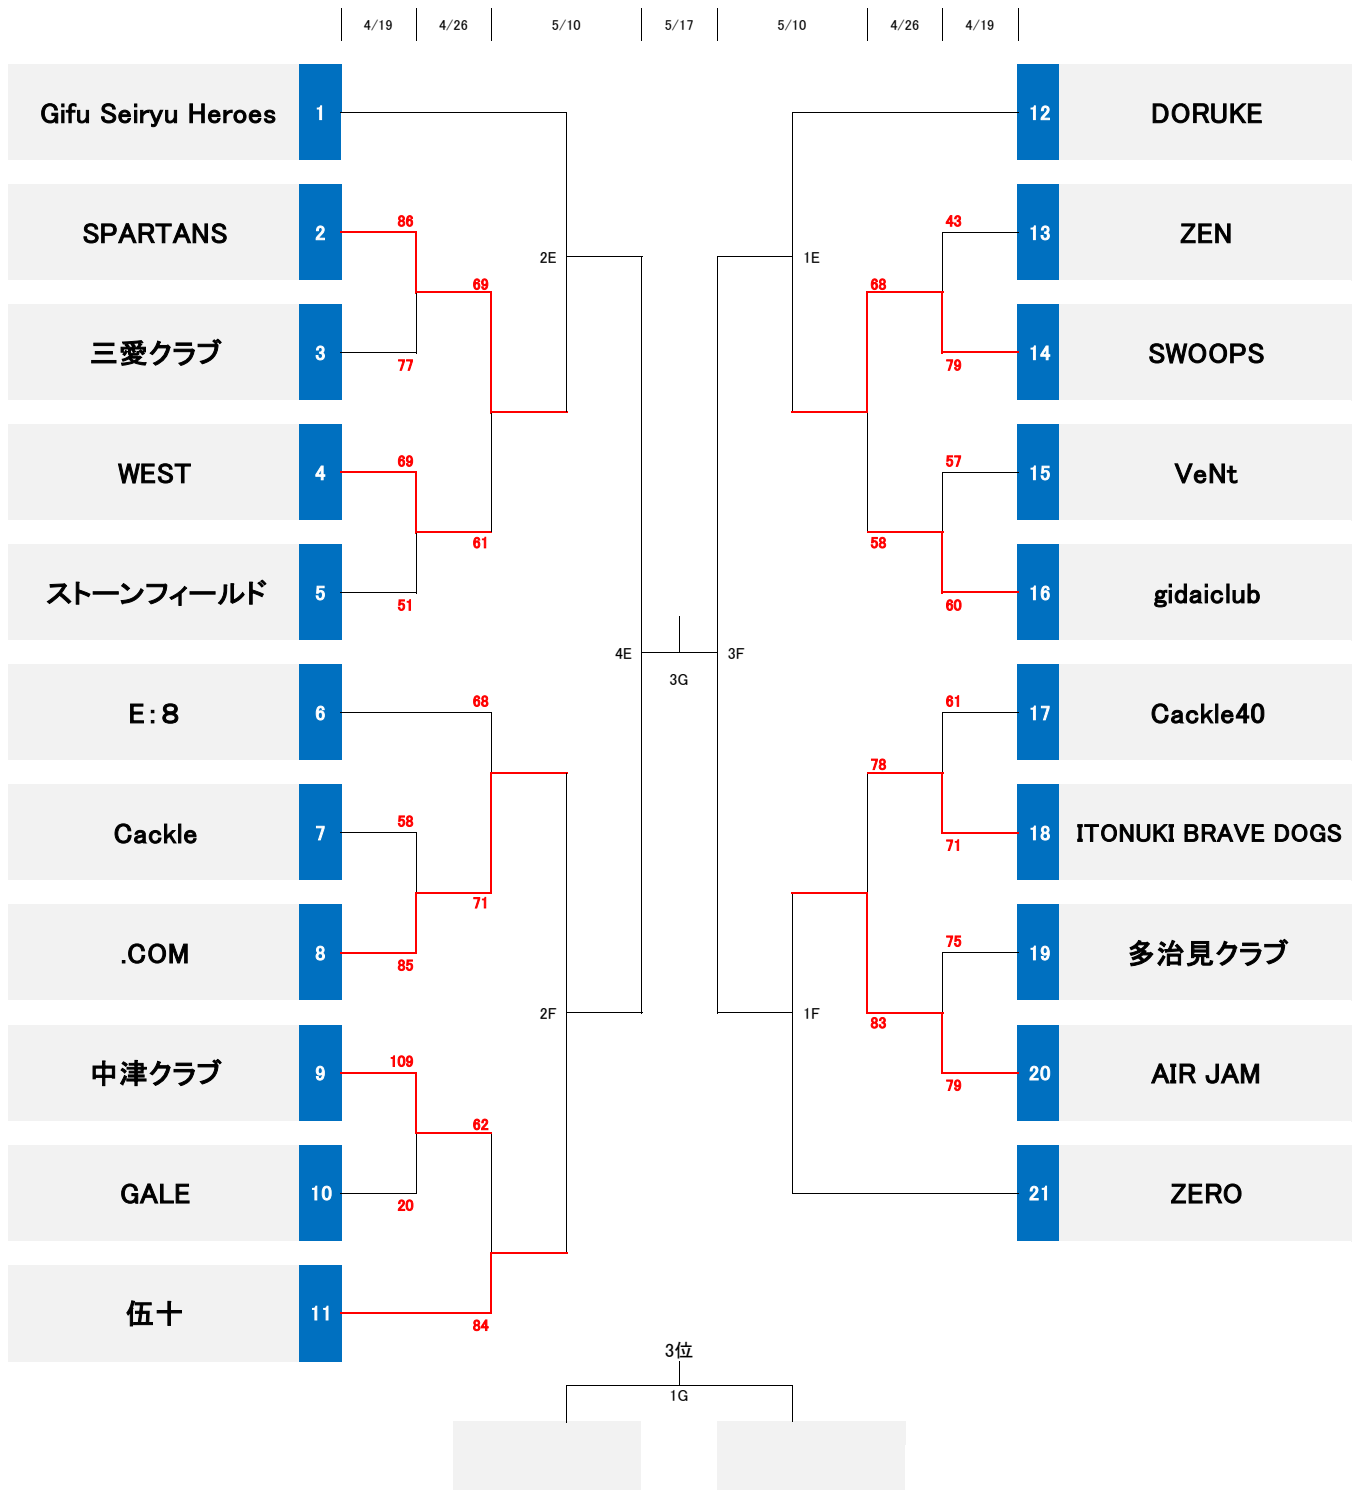 4/19 4/26 5/10 5/17 5/10 4/26 4/19
Gifu Seiryu Heroes 1 12 DORUKE
86 43
SPARTANS 2 13 ZEN
2E 1E
69 68
三愛クラブ 3 14 SWOOPS
77 79
69 57
WEST 4 15 VeNt
61 58
ストーンフィールド 5 16 gidaiclub
51 60
4E 3F
3G
68 61
E:8 6 17 Cackle40
78
58
Cackle 7 18 ITONUKI BRAVE DOGS
71
71
75
.COM 8 19 多治見クラブ
85
2F 1F
83
109
中津クラブ 9 20 AIR JAM
79
62
GALE 10 21 ZERO
20
伍十 11
84
3位
1G